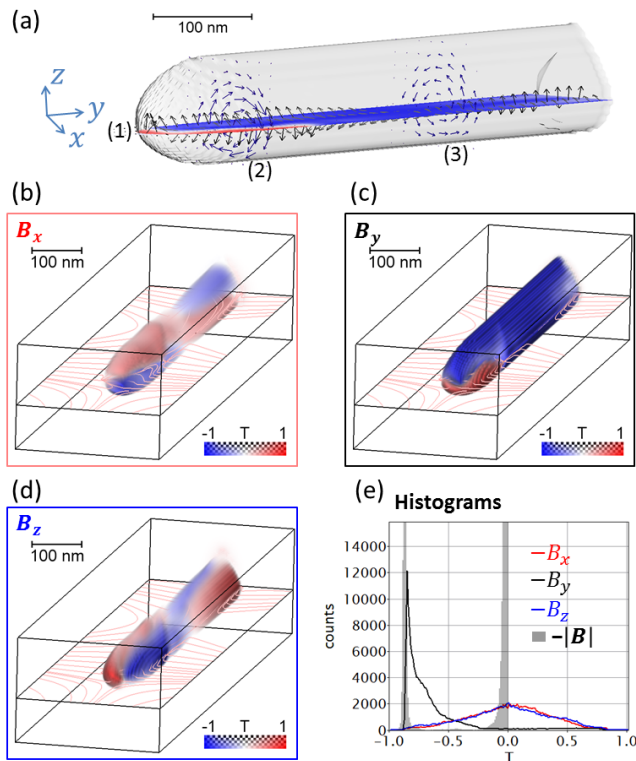 (a)
100 nm
z
y
x
(1)
(2)
(3)
(b)
(c)
Bx
100 nm
-1 T 1
By
100 nm
-1 T 1
(d)
(e)
Bz
100 nm
-1 T 1
Histograms
14000
12000
10000
8000
6000
4000
2000
0
counts
−Bx
−By
−Bz
-|B|
−1.0
−0.5
0.0
0.5
1.0
T